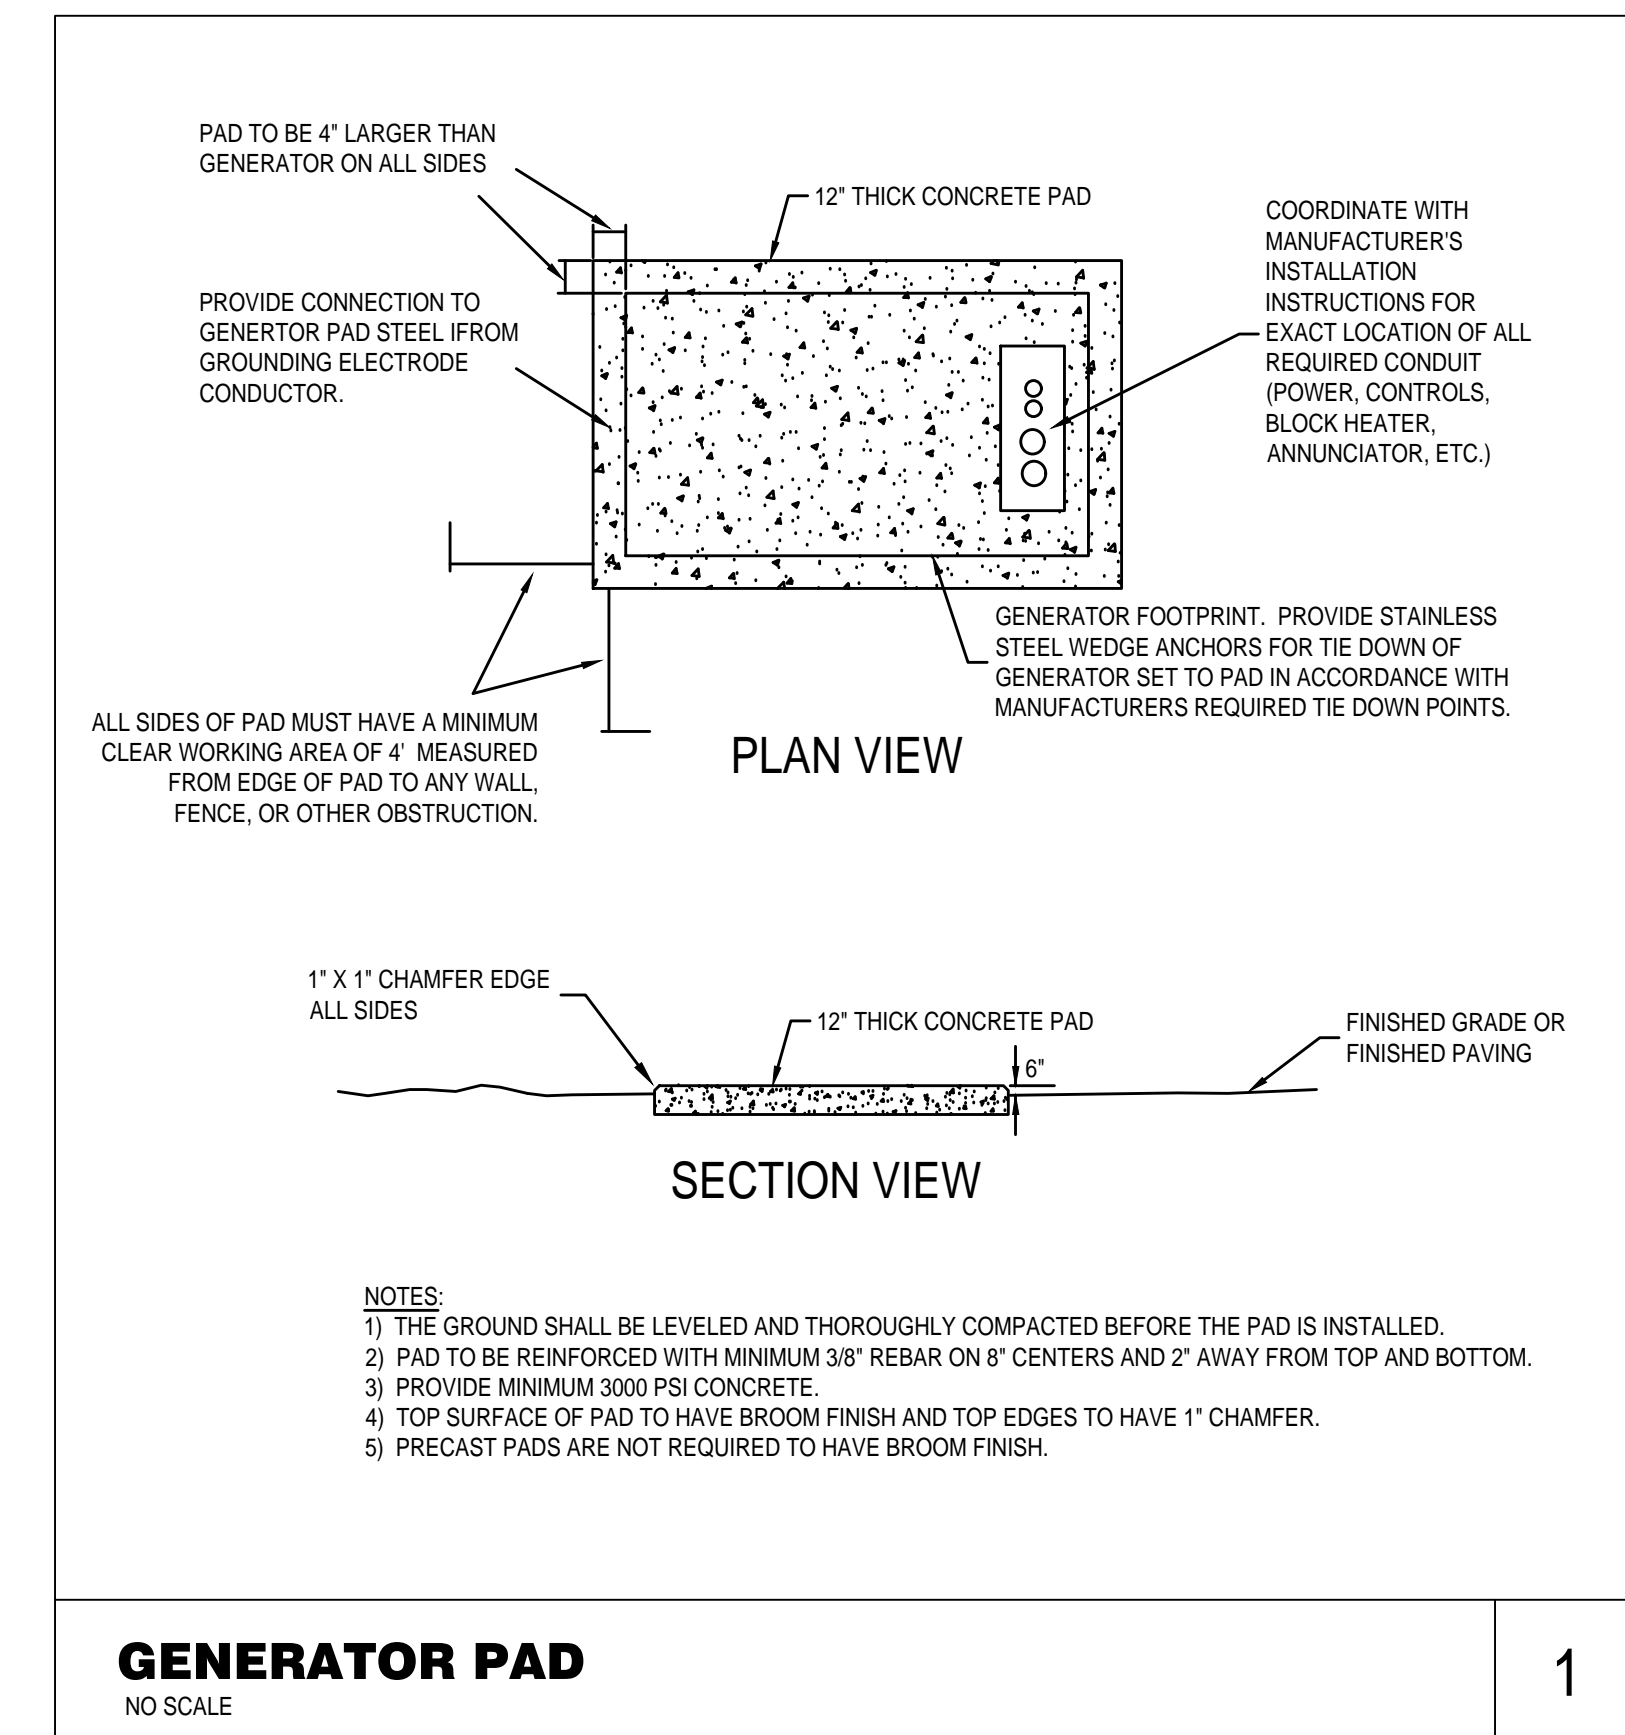 PAD TO BE 4" LARGER THAN
GENERATOR ON ALL SIDES
12" THICK CONCRETE PAD
COORDINATE WITH
MANUFACTURER'S
INSTALLATION
INSTRUCTIONS FOR
EXACT LOCATION OF ALL
REQUIRED CONDUIT
(POWER, CONTROLS,
BLOCK HEATER,
ANNUNCIATOR, ETC.)
PROVIDE CONNECTION TO
GENERTOR PAD STEEL IFROM
GROUNDING ELECTRODE
CONDUCTOR.
GENERATOR FOOTPRINT. PROVIDE STAINLESS
STEEL WEDGE ANCHORS FOR TIE DOWN OF
GENERATOR SET TO PAD IN ACCORDANCE WITH
MANUFACTURERS REQUIRED TIE DOWN POINTS.
ALL SIDES OF PAD MUST HAVE A MINIMUM
CLEAR WORKING AREA OF 4' MEASURED
FROM EDGE OF PAD TO ANY WALL,
FENCE, OR OTHER OBSTRUCTION.
PLAN VIEW
1" X 1" CHAMFER EDGE
ALL SIDES
12" THICK CONCRETE PAD
6"
FINISHED GRADE OR
FINISHED PAVING
SECTION VIEW
NOTES:
1) THE GROUND SHALL BE LEVELED AND THOROUGHLY COMPACTED BEFORE THE PAD IS INSTALLED.
2) PAD TO BE REINFORCED WITH MINIMUM 3/8" REBAR ON 8" CENTERS AND 2" AWAY FROM TOP AND BOTTOM.
3) PROVIDE MINIMUM 3000 PSI CONCRETE.
4) TOP SURFACE OF PAD TO HAVE BROOM FINISH AND TOP EDGES TO HAVE 1" CHAMFER.
5) PRECAST PADS ARE NOT REQUIRED TO HAVE BROOM FINISH.
GENERATOR PAD
NO SCALE
1